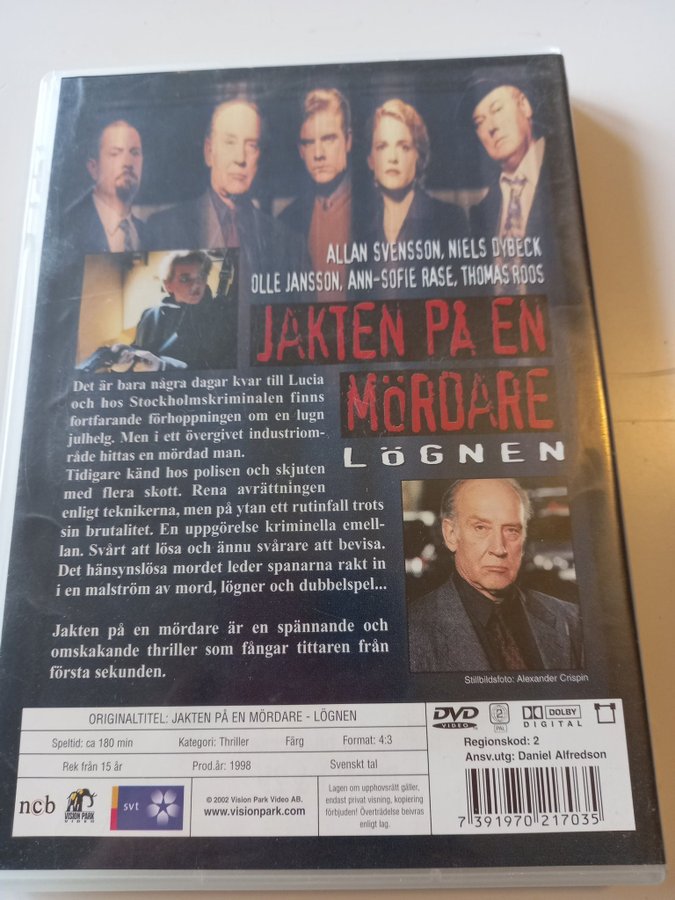 ALLAN SVENSSON, NIELS DYBECK
OLLE JANSSON, ANN-SOFIE RASE, THOMAS ROOS
JAKTEN PÅ EN
MÖRDARE
LÖGNEN
Det är bara några dagar kvar till Lucia
och hos Stockholmskriminalen finns
fortfarande förhoppningen om en lugn
julhelg. Men i ett övergivet industriom-
råde hittas en mördad man.
Tidigare känd hos polisen och skjuten
med flera skott. Rena avrättningen
enligt teknikerna, men på ytan ett rutinfall trots
sin brutalitet. En uppgörelse kriminella emel-
lan. Svårt att lösa och ännu svårare att bevisa.
Det hänsynslösa mordet leder spanarna rakt in
i en malström av mord, lögner och dubbelspel...
Jakten på en mördare är en spännande och
omskakande thriller som fångar tittaren från
första sekunden.
Stillbildsfoto: Alexander Crispin
ORIGINALTITEL: JAKTEN PÅ EN MÖRDARE - LÖGNEN
Speltid: ca 180 min
Kategori: Thriller
Färg
Format: 4:3
Rek från 15 år
Prod.år: 1998
Svenskt tal
ncb
VISION PARK
VIDEO
svt
© 2002 Vision Park Video AB.
www.visionpark.com
Lagen om upphovsrätt gäller,
endast privat visning, kopiering
förbjuden! Överträdelse beivras
enligt lag.
DVD
VIDEO
2
PAL
DOLBY
DIGITAL
Regionskod: 2
Ansv.utg: Daniel Alfredson
7 391970 217035